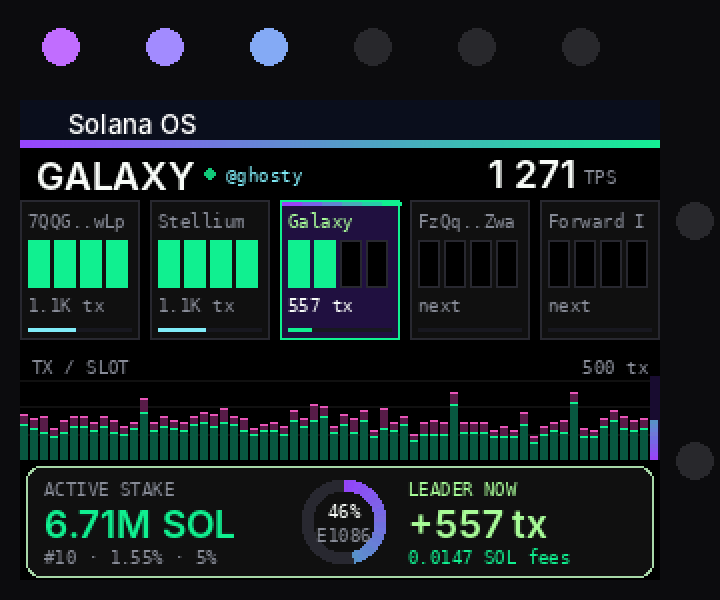 Solana OS
GALAXY @ghosty 1 271 TPS
7QQG..wLp Stellium Galaxy FzQq..Zwa Forward I
1.1K tx 1.1K tx 557 tx next next
TX / SLOT 500 tx
ACTIVE STAKE 46% LEADER NOW
6.71M SOL E1086 +557 tx
#10 · 1.55% · 5% 0.0147 SOL fees